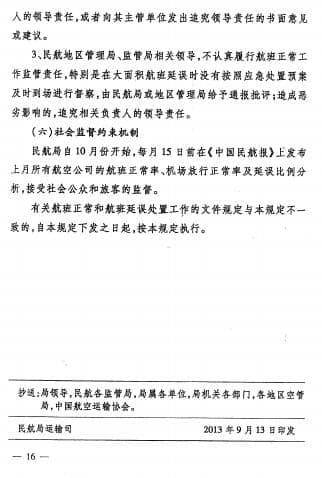 人的领导责任,或者向其主管单位发出追究领导责任的书面意见
或建议。
3、民航地区管理局、监管局相关领导,不认真履行航班正常工
作监管责任,特别是在大面积航班延误时没有按照应急处置预案
及时到场进行督察,由民航局或地区管理局给予通报批评;造成恶
劣影响的,追究相关负责人的领导责任。
(六)社会监督约束机制
民航局自10月份开始,每月15日前在《中国民航报》上发布
上月所有航空公司的航班正常率、机场放行正常率及延误比例分
析,接受社会公众和旅客的监督。
有关航班正常和航班延误处置工作的文件规定与本规定不一
致的,自本规定下发之日起,按本规定执行。
抄送:局领导,民航各监管局,局属各单位,局机关各部门,各地区空管
局,中国航空运输协会。
民航局运输司 2013年9月13日印发
— 16 —